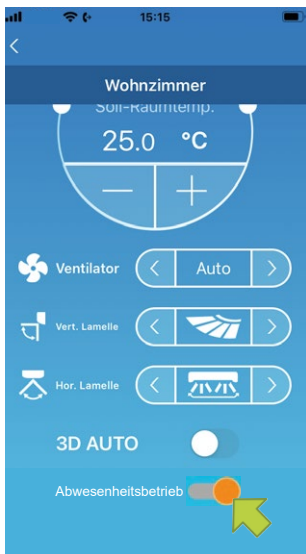 15:15
Wohnzimmer
Soll-Raumtemp.
25.0 °C
Ventilator
Auto
Vert. Lamelle
Hor. Lamelle
3D AUTO
Abwesenheitsbetrieb